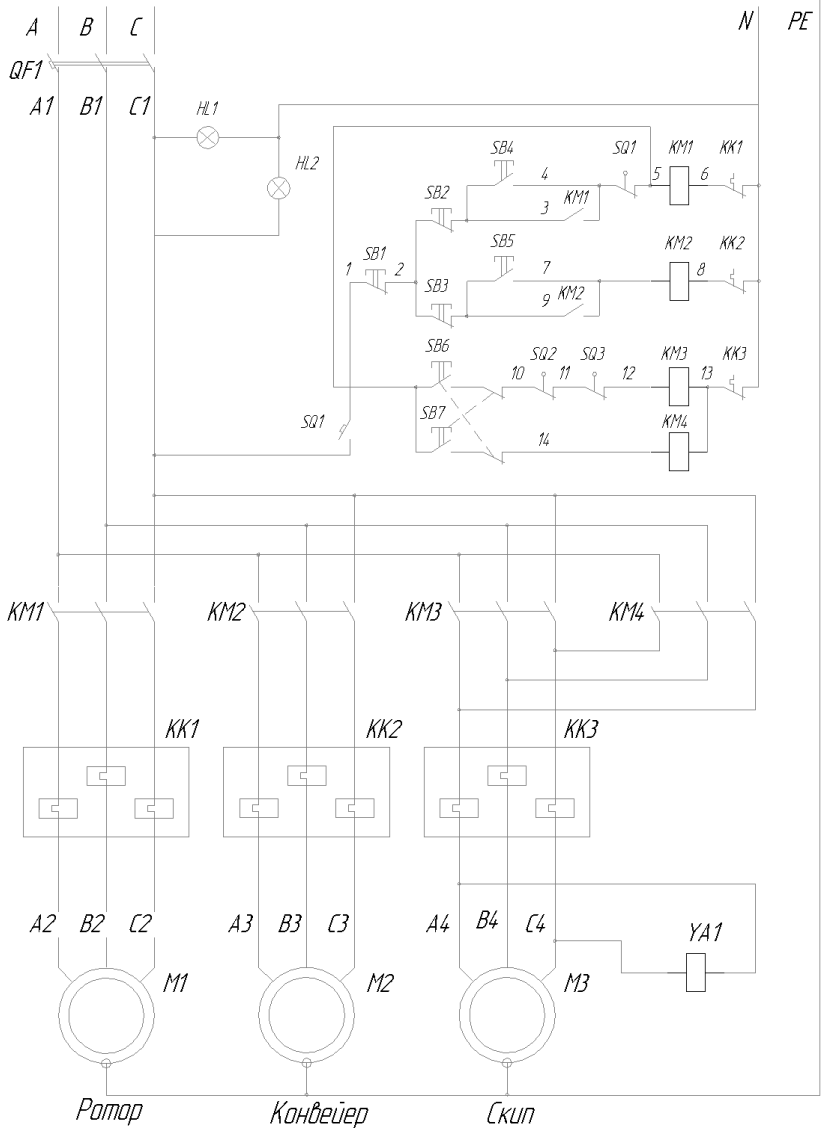 A B C N PE
QF1
A1 B1 C1 HL1
HL2
SB4 SQ1 KM1 KK1
4 5 6
SB2 3 KM1
SB5 KM2 KK2
SB1 7 8
1 2
SB3 9 KM2
SB6 SQ2 SQ3 KM3 KK3
10 11 12 13
SB7 KM4
SQ1 14
KM1 KM2 KM3 KM4
KK1 KK2 KK3
A2 B2 C2 A3 B3 C3 A4 B4 C4 YA1
M1 M2 M3
Ротор Конвейер Скип